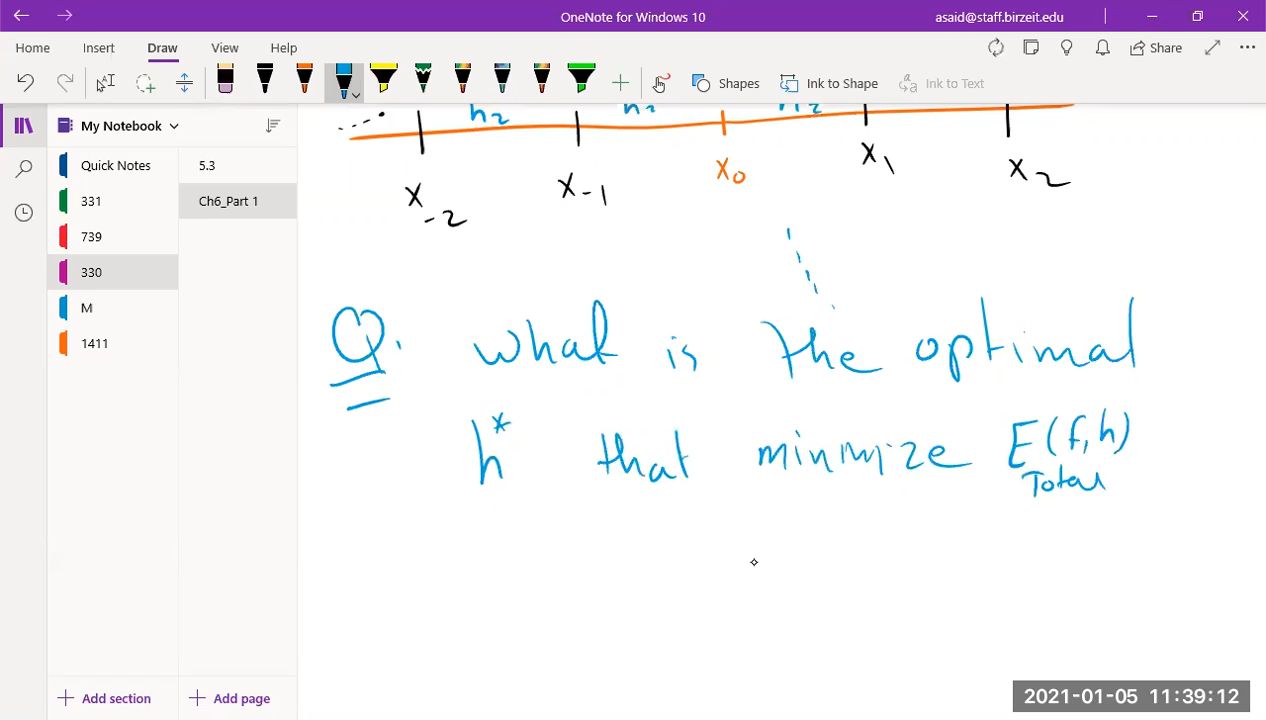 OneNote for Windows 10
asaid@staff.birzeit.edu
Home Insert Draw View Help
Share
Shapes
Ink to Shape
Ink to Text
My Notebook
Quick Notes
331
739
330
M
1411
5.3
Ch6_Part 1
Add section
Add page
h2 h2 h2
x-2 x-1 x0 x1 x2
Q. what is the optimal
h* that minimize E(f,h)
Total
2021-01-05 11:39:12